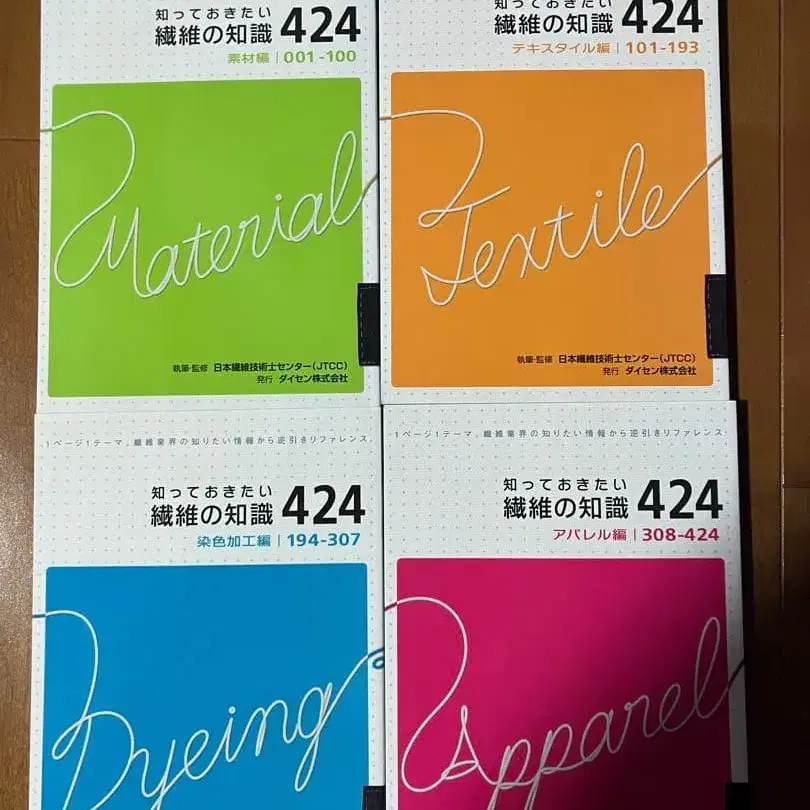 知っておきたい
繊維の知識 424
素材編 | 001-100
Material
執筆・監修 日本繊維技術士センター(JTCC)
発行 ダイセン株式会社
知っておきたい
繊維の知識 424
テキスタイル編 | 101-193
Textile
執筆・監修 日本繊維技術士センター(JTCC)
発行 ダイセン株式会社
1ページ1テーマ。繊維業界の知りたい情報から逆引きリファレンス
知っておきたい
繊維の知識 424
染色加工編 | 194-307
Dyeing
1ページ1テーマ。繊維業界の知りたい情報から逆引きリファレンス
知っておきたい
繊維の知識 424
アパレル編 | 308-424
Apparel